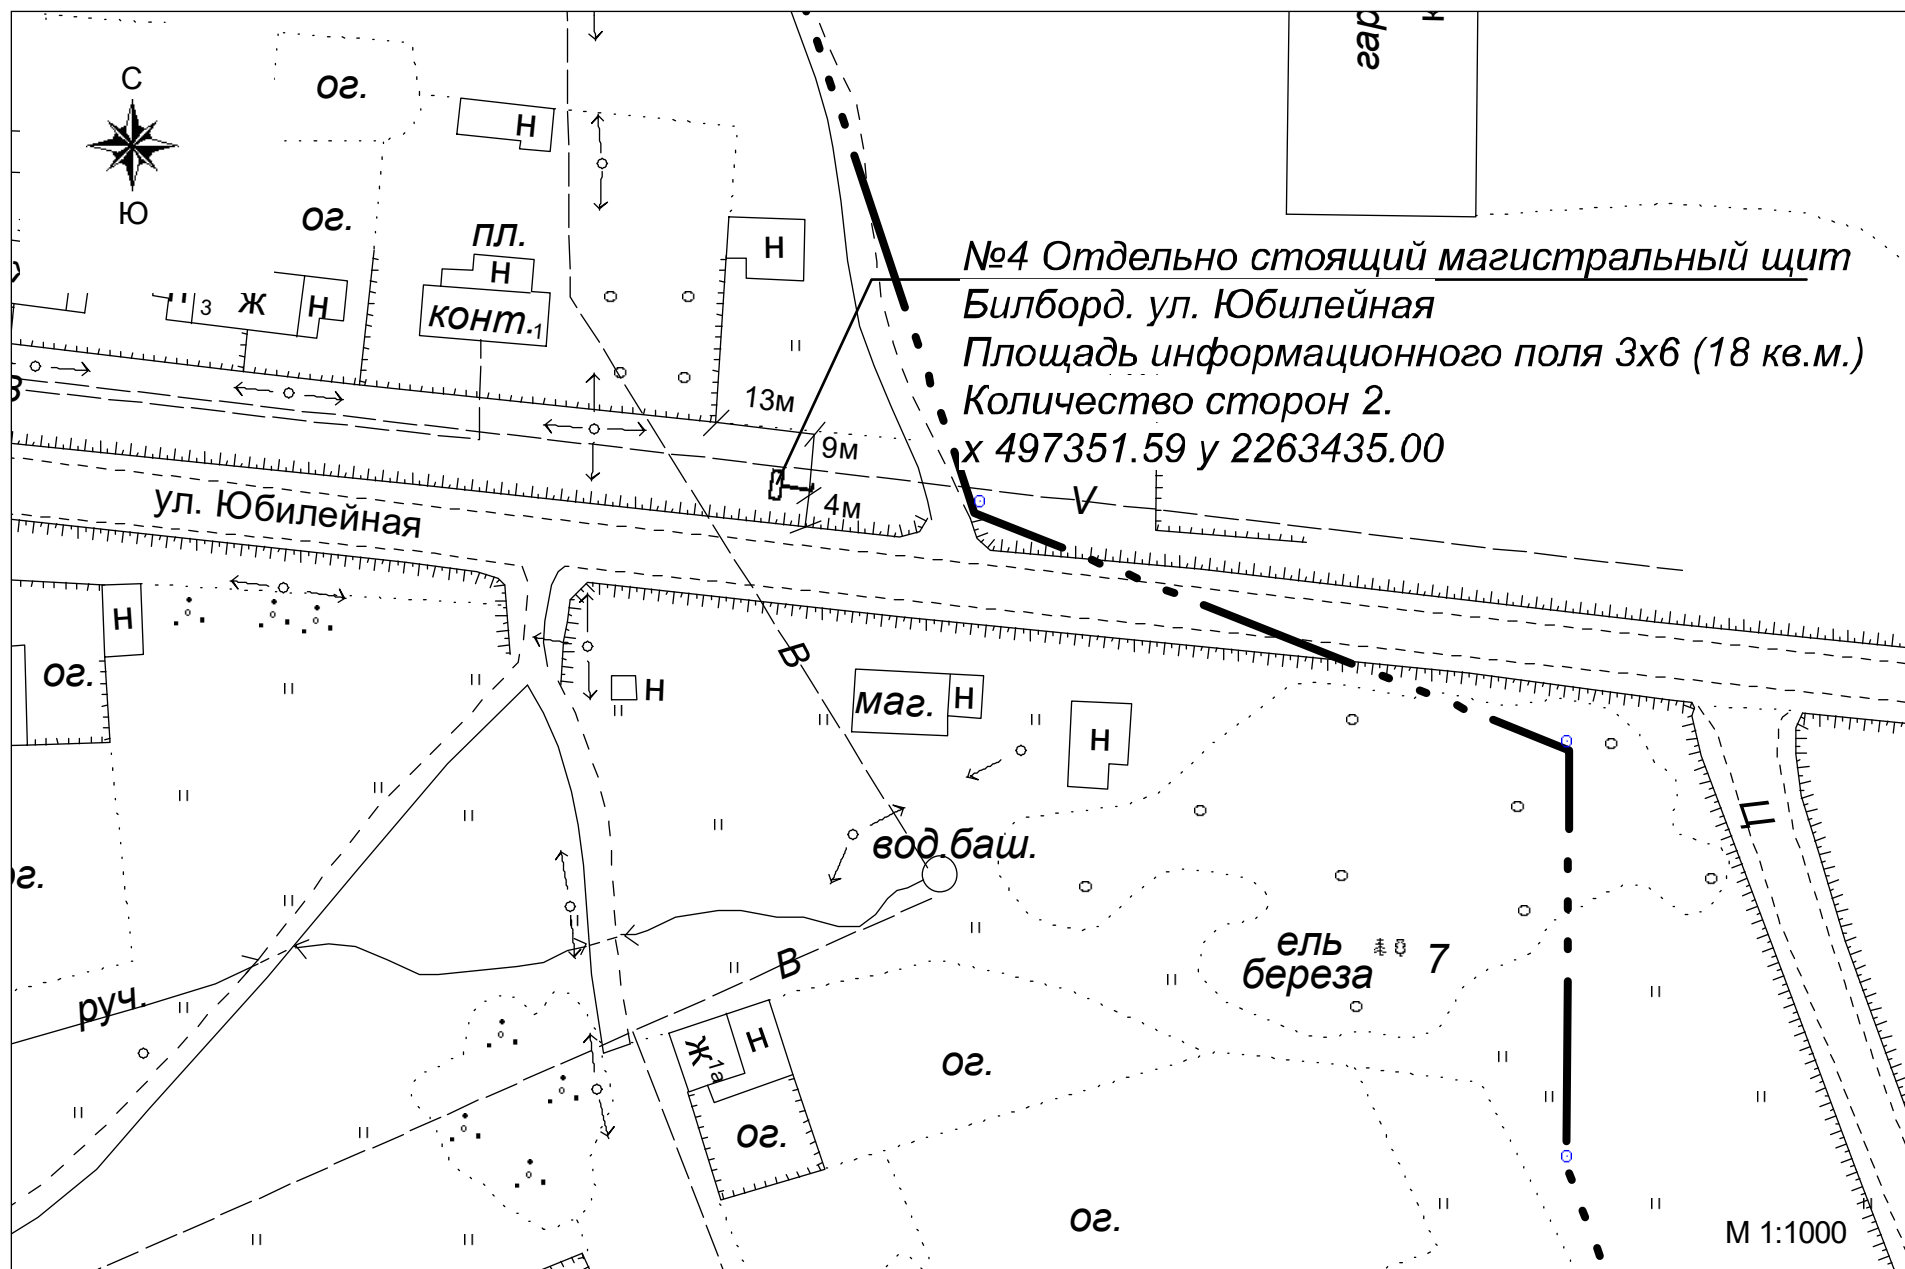 С
Ю
ог.
н
гар
ог.
пл.
н
н
№4 Отдельно стоящий магистральный щит
Билборд. ул. Юбилейная
Площадь информационного поля 3х6 (18 кв.м.)
Количество сторон 2.
х 497351.59 у 2263435.00
3
ж
н
конт.
1
13м
9м
4м
V
ул. Юбилейная
н
ог.
н
В
маг.
н
н
Ц
вод.баш.
ель
береза
7
В
руч.
ж
1а
н
ог.
ог.
ог.
М 1:1000